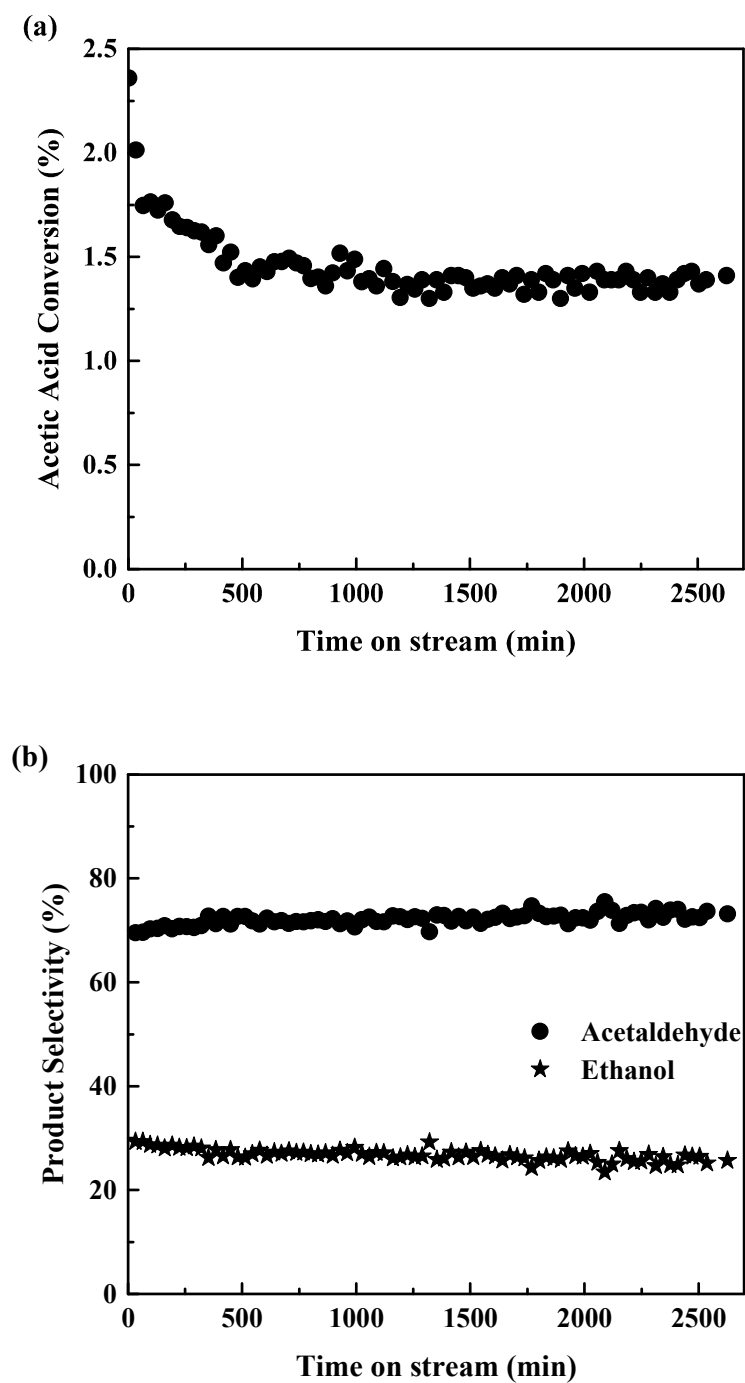 (a)
2.5
2.0
1.5
1.0
0.5
0.0
Acetic Acid Conversion (%)
0 500 1000 1500 2000 2500
Time on stream (min)
(b)
100
80
60
40
20
0
Product Selectivity (%)
Acetaldehyde
Ethanol
0 500 1000 1500 2000 2500
Time on stream (min)